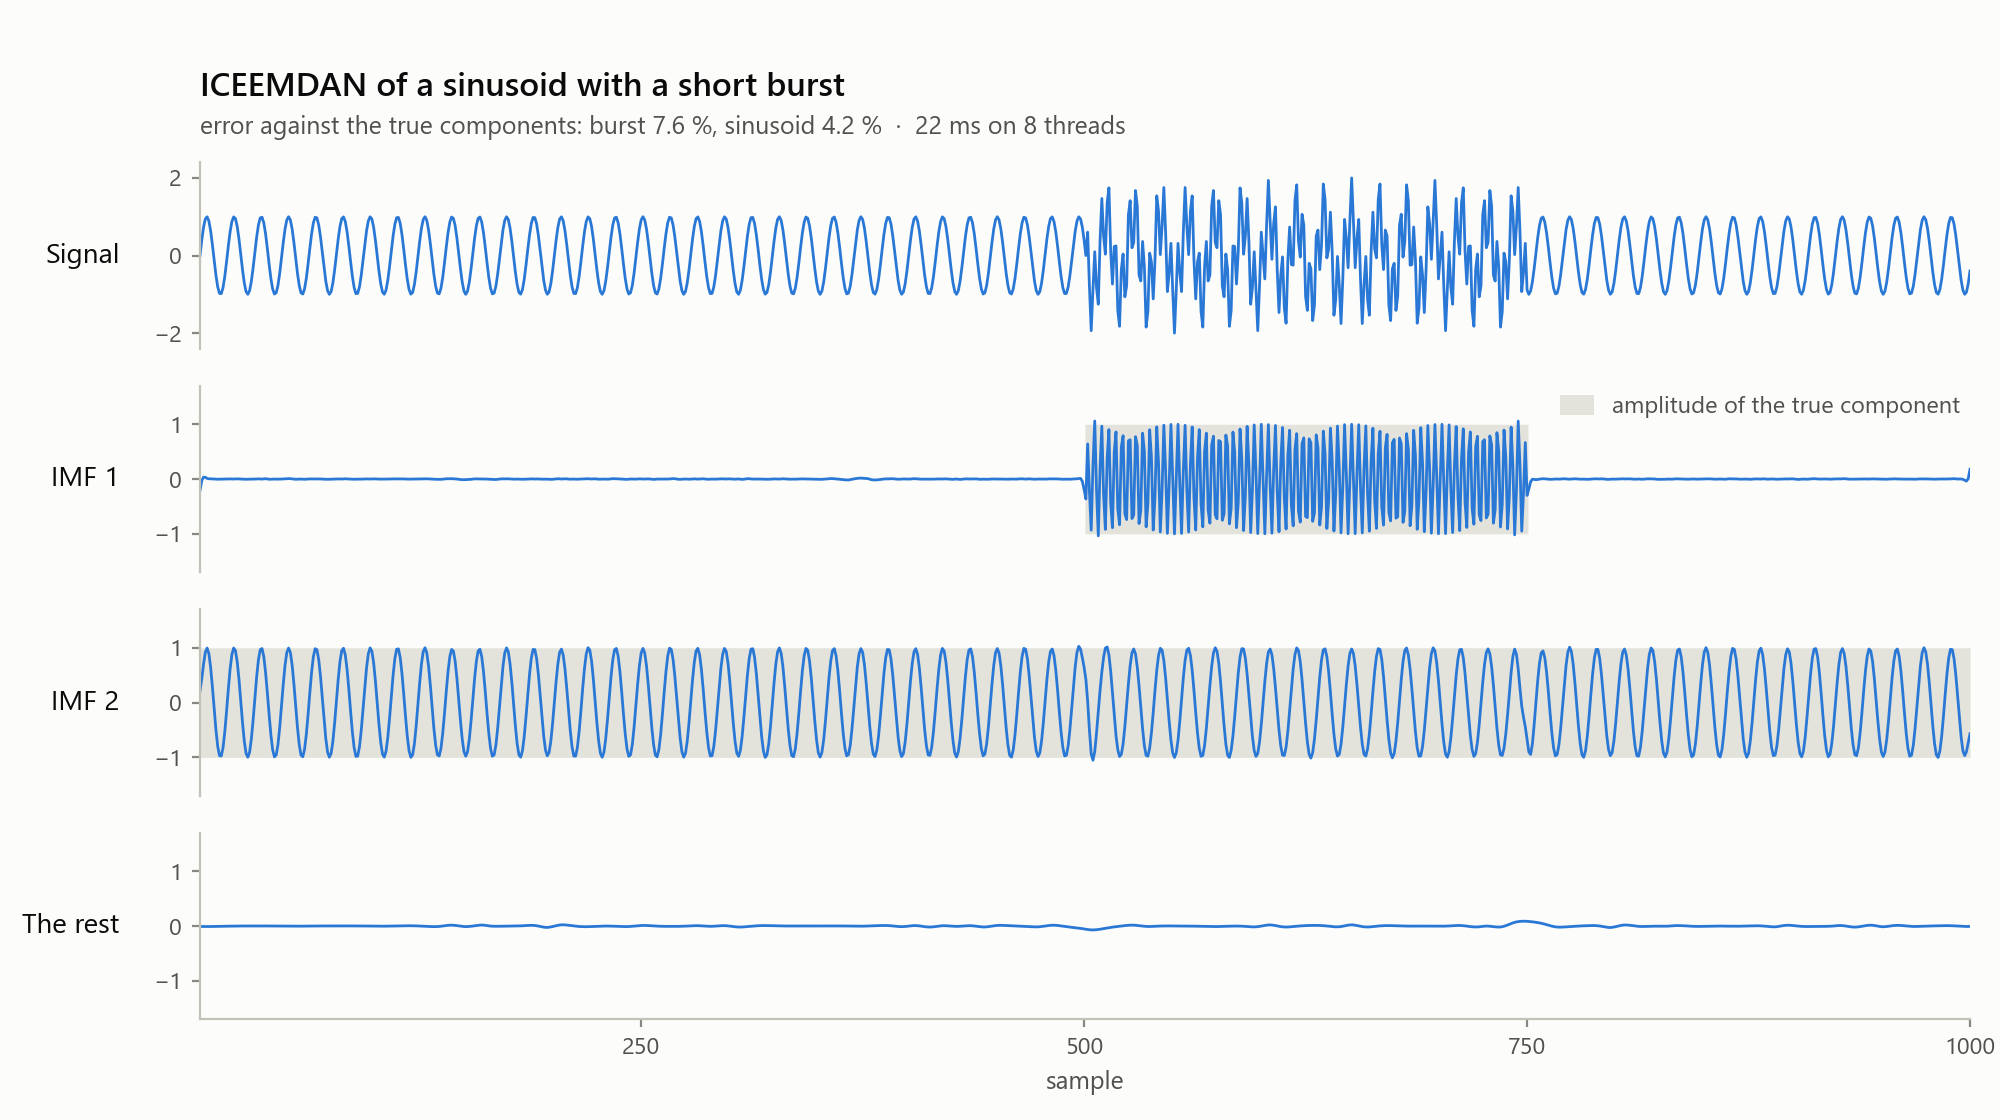 ICEEMDAN of a sinusoid with a short burst
error against the true components: burst 7.6 %, sinusoid 4.2 %  ·  22 ms on 8 threads
Signal
2
0
−2
amplitude of the true component
IMF 1
1
0
−1
IMF 2
1
0
−1
The rest
1
0
−1
250
500
750
1000
sample